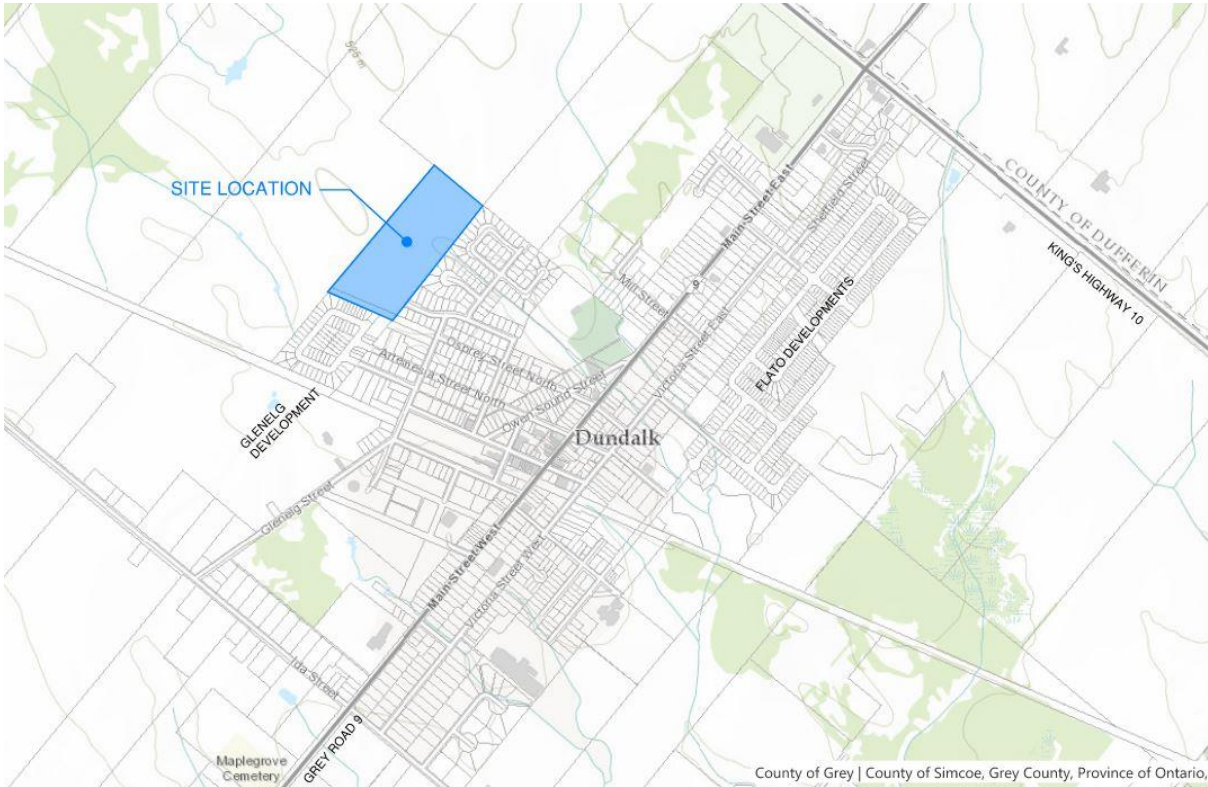 525 m
SITE LOCATION
COUNTY OF DUFFERIN
KING'S HIGHWAY 10
Main Street East
Sheffield Street
9
Mill Street
Victoria Street East
FLATO DEVELOPMENTS
Osprey Street North
Artemesia Street North
Owen Sound Street
GLENELG
DEVELOPMENT
Dundalk
Glenelg Street
Main Street West
Victoria Street West
Ida Street
GREY ROAD 9
Maplegrove
Cemetery
County of Grey | County of Simcoe, Grey County, Province of Ontario,